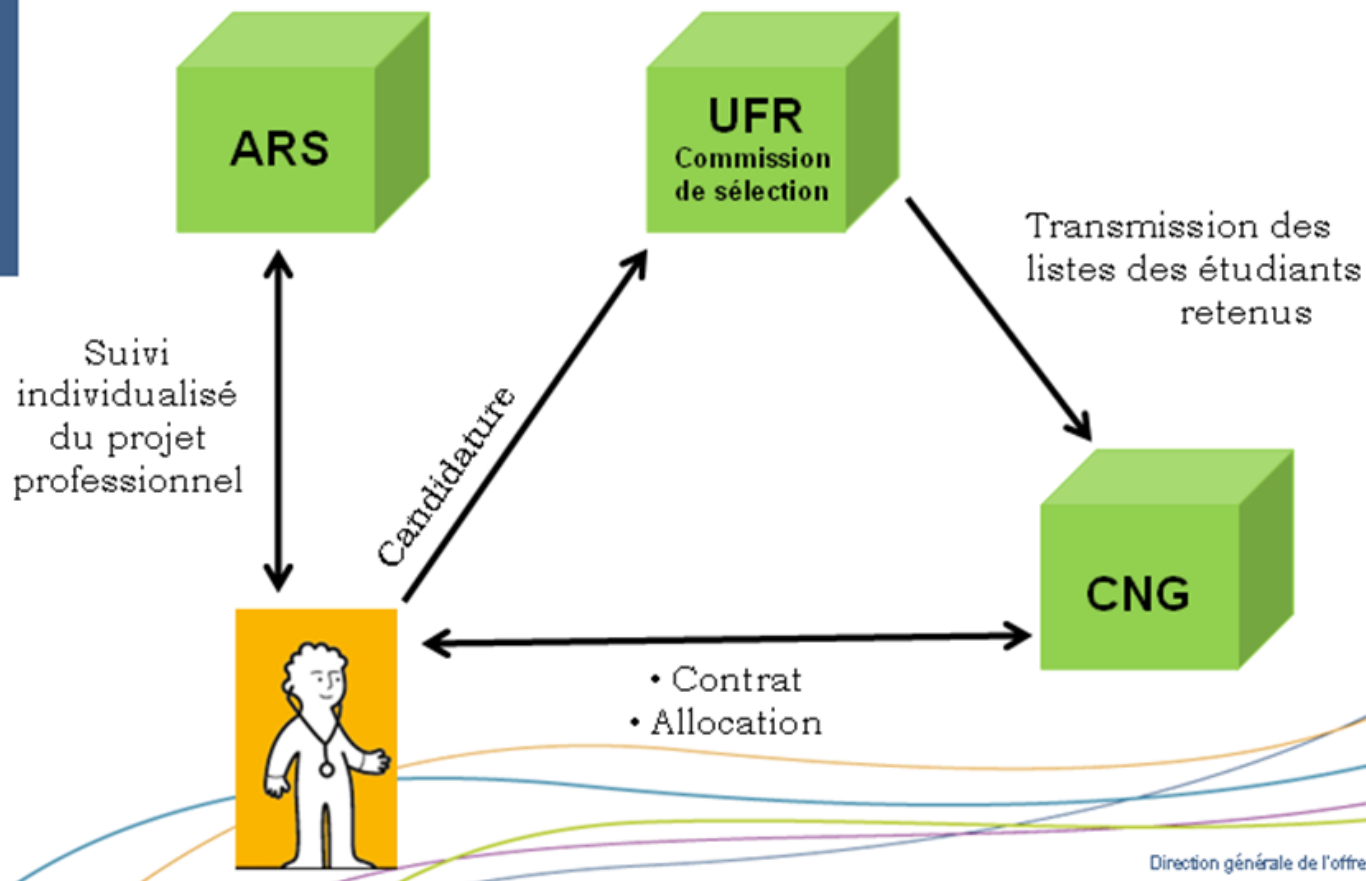 ARS
UFR
Commission
de sélection
Transmission des
listes des étudiants
retenus
Suivi
individualisé
du projet
professionnel
Candidature
CNG
• Contrat
• Allocation
Direction générale de l'offre